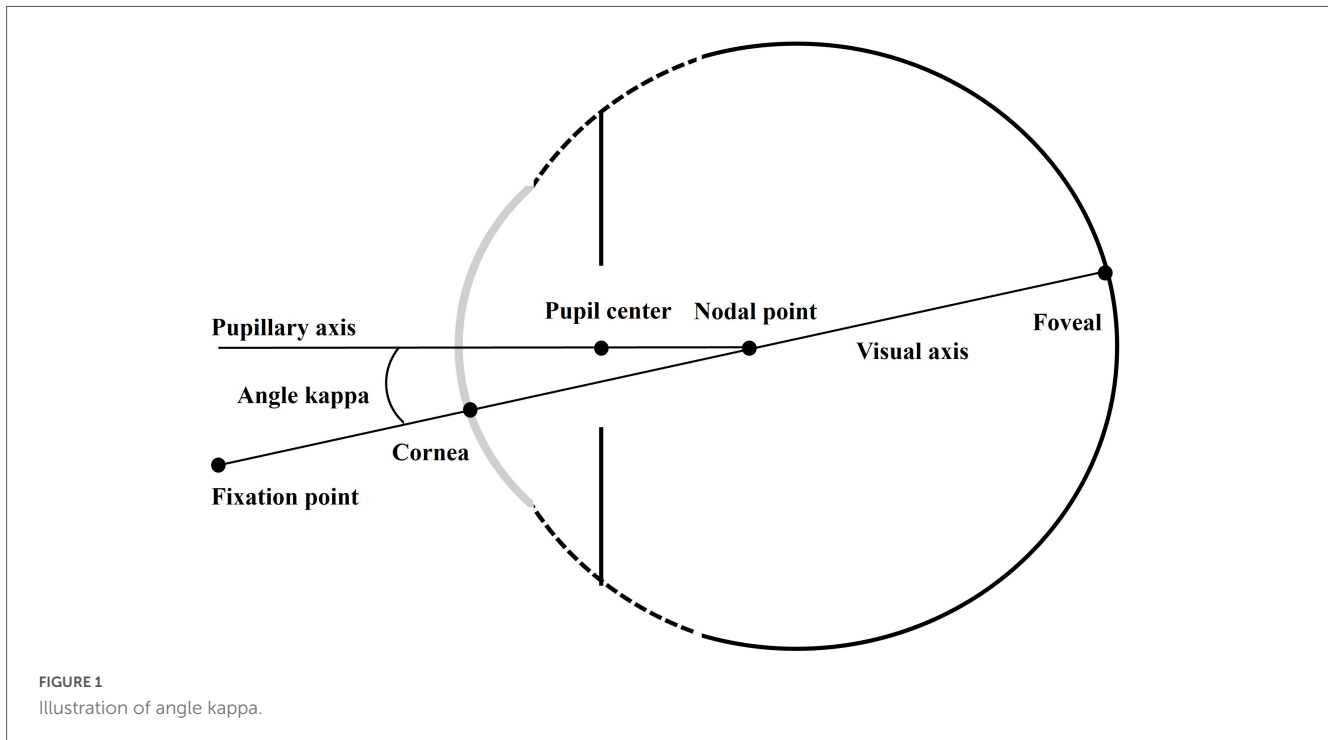 Pupil center
Nodal point
Pupillary axis
Foveal
Visual axis
Angle kappa
Cornea
Fixation point
FIGURE 1
Illustration of angle kappa.